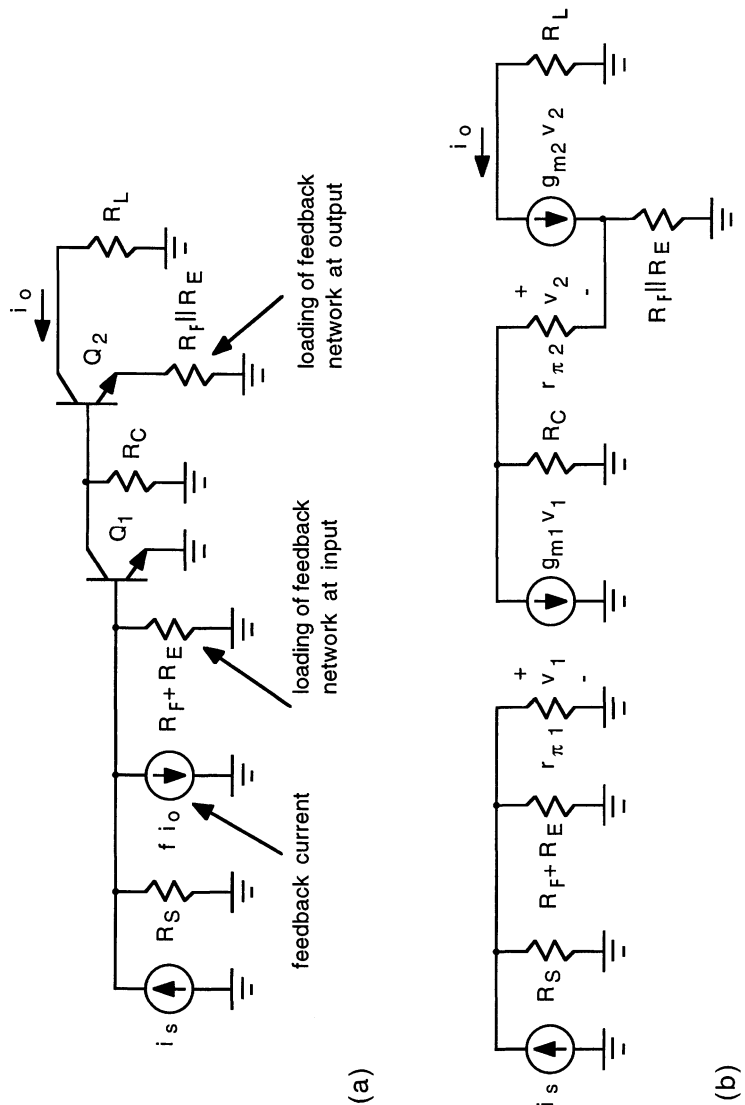 i o
Q 2
R L
R C
Q 1
R F || R E
R F + R E
f i o
R S
i s
loading of feedback
network at output
loading of feedback
network at input
feedback current
(a)
i o
g m2 v 2
R L
+
v 2
-
r π 2
R C
g m1 v 1
R F || R E
+
v 1
-
r π 1
R F + R E
R S
i s
(b)